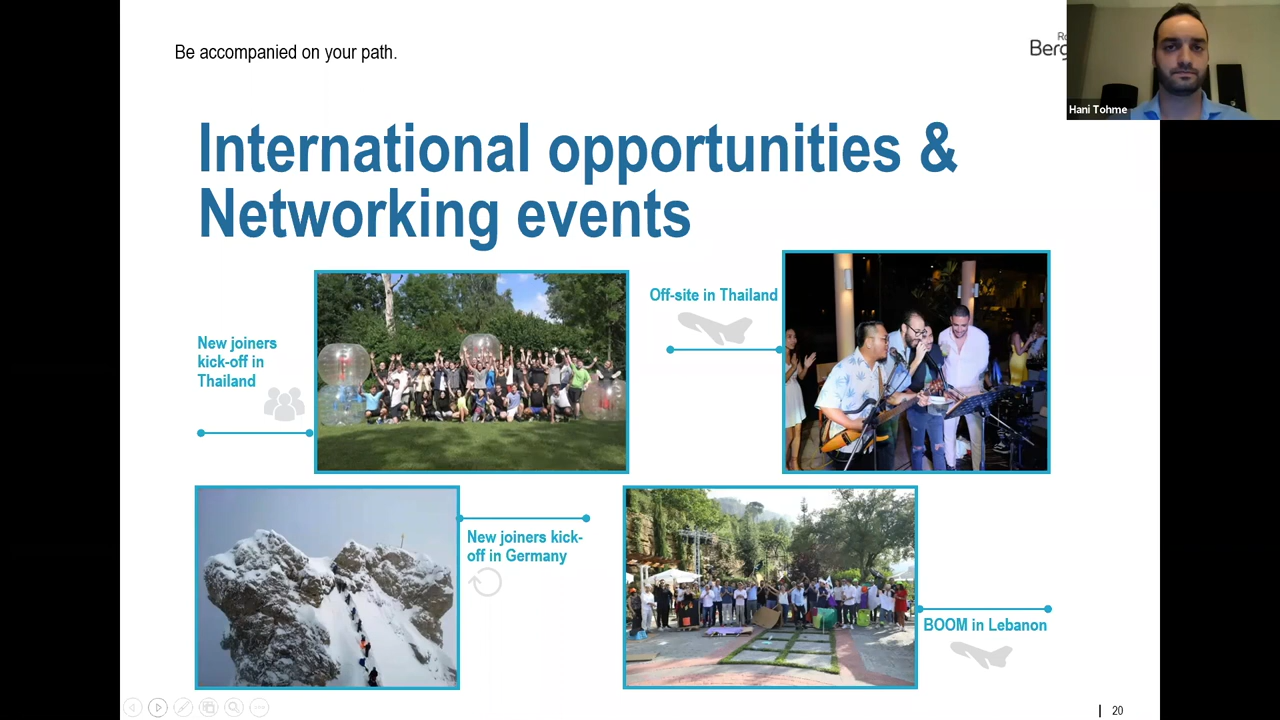 Be accompanied on your path.
Hani Tohme
International opportunities &
Networking events
Off-site in Thailand
New joiners
kick-off in
Thailand
New joiners kick-
off in Germany
BOOM in Lebanon
20